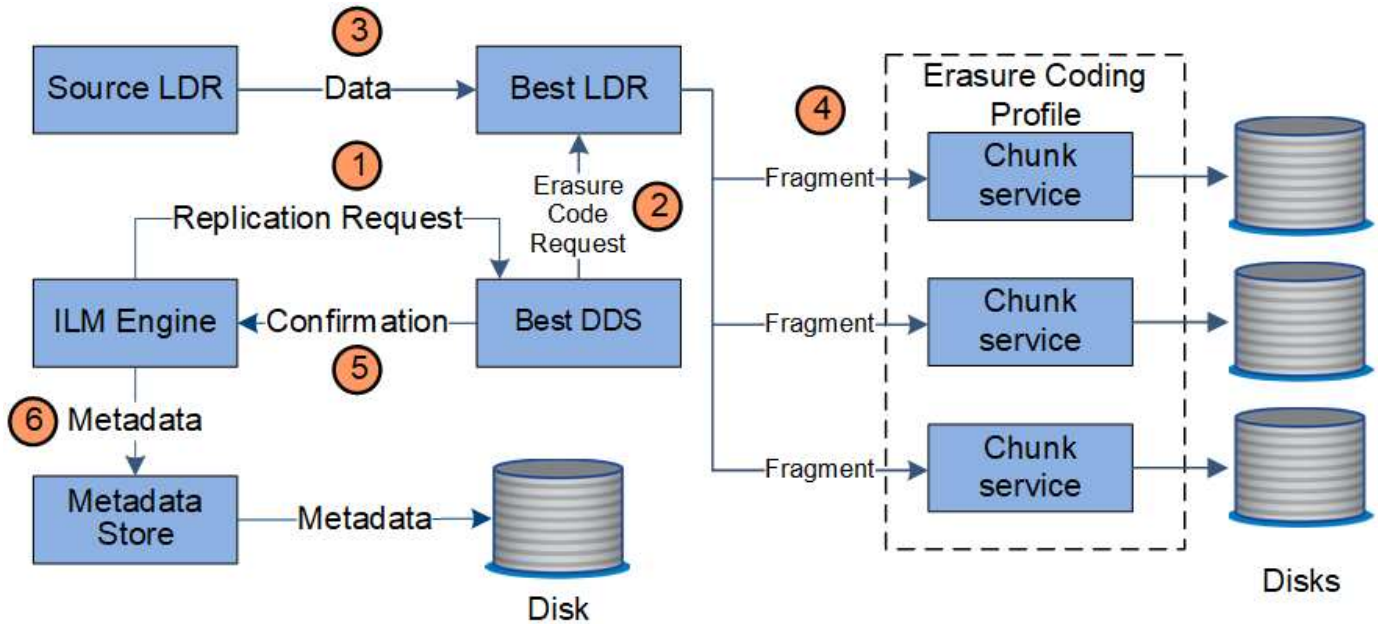 3
Source LDR
Data
Best LDR
4
Erasure Coding
Profile
1
Replication Request
Erasure
Code
Request
2
Fragment
Chunk
service
ILM Engine
Confirmation
Best DDS
5
Fragment
Chunk
service
6
Metadata
Fragment
Chunk
service
Metadata
Store
Metadata
Disk
Disks